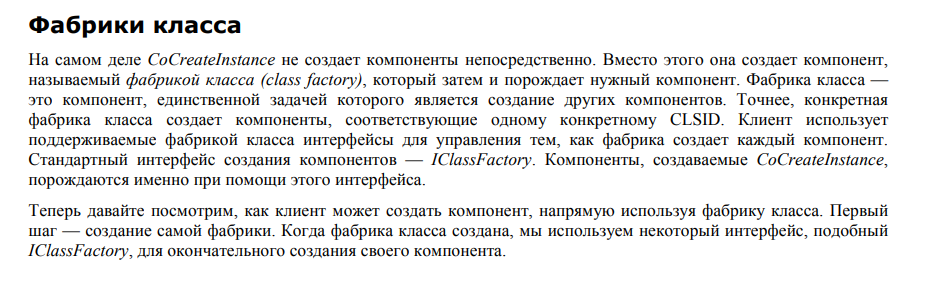 Фабрики класса
На самом деле CoCreateInstance не создает компоненты непосредственно. Вместо этого она создает компонент,
называемый фабрикой класса (class factory), который затем и порождает нужный компонент. Фабрика класса —
это компонент, единственной задачей которого является создание других компонентов. Точнее, конкретная
фабрика класса создает компоненты, соответствующие одному конкретному CLSID. Клиент использует
поддерживаемые фабрикой класса интерфейсы для управления тем, как фабрика создает каждый компонент.
Стандартный интерфейс создания компонентов — IClassFactory. Компоненты, создаваемые CoCreateInstance,
порождаются именно при помощи этого интерфейса.
Теперь давайте посмотрим, как клиент может создать компонент, напрямую используя фабрику класса. Первый
шаг — создание самой фабрики. Когда фабрика класса создана, мы используем некоторый интерфейс, подобный
IClassFactory, для окончательного создания своего компонента.